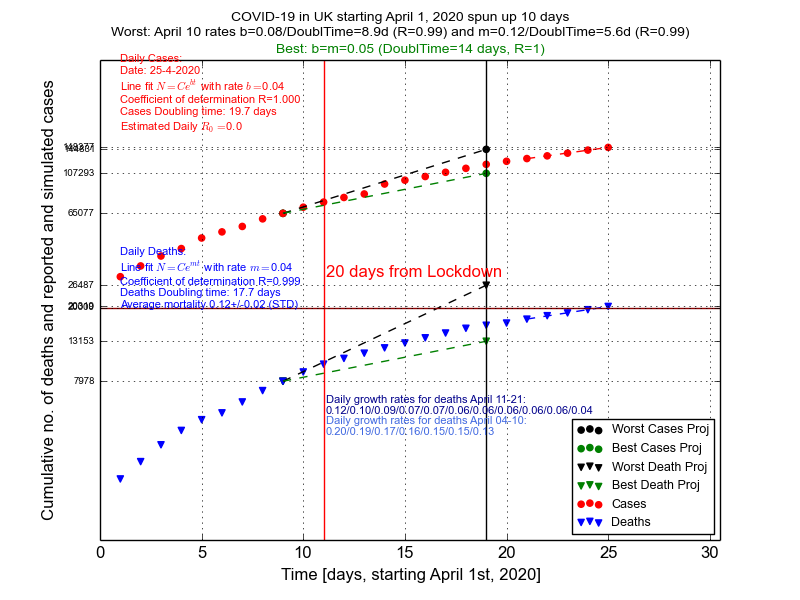 COVID-19 in UK starting April 1, 2020 spun up 10 days
Worst: April 10 rates b=0.08/DoublTime=8.9d (R=0.99) and m=0.12/DoublTime=5.6d (R=0.99)
Best: b=m=0.05 (DoublTime=14 days, R=1)
Daily Cases:
Date: 25-4-2020
Line fit N=Ce^{bt} with rate b=0.04
Coefficient of determination R=1.000
Cases Doubling time: 19.7 days
Estimated Daily R_0=0.0
107293
65077
Daily Deaths:
Line fit N=Ce^{mt} with rate m=0.04
Coefficient of determination R=0.999
Deaths Doubling time: 17.7 days
Average mortality 0.12+/-0.02 (STD)
20 days from Lockdown
26487
13153
7978
Daily growth rates for deaths April 11-21:
0.12/0.10/0.09/0.07/0.07/0.06/0.06/0.06/0.06/0.06/0.04
Daily growth rates for deaths April 04-10:
0.20/0.19/0.17/0.16/0.15/0.15/0.13
Worst Cases Proj
Best Cases Proj
Worst Death Proj
Best Death Proj
Cases
Deaths
0 5 10 15 20 25 30
Time [days, starting April 1st, 2020]
Cumulative no. of deaths and reported and simulated cases